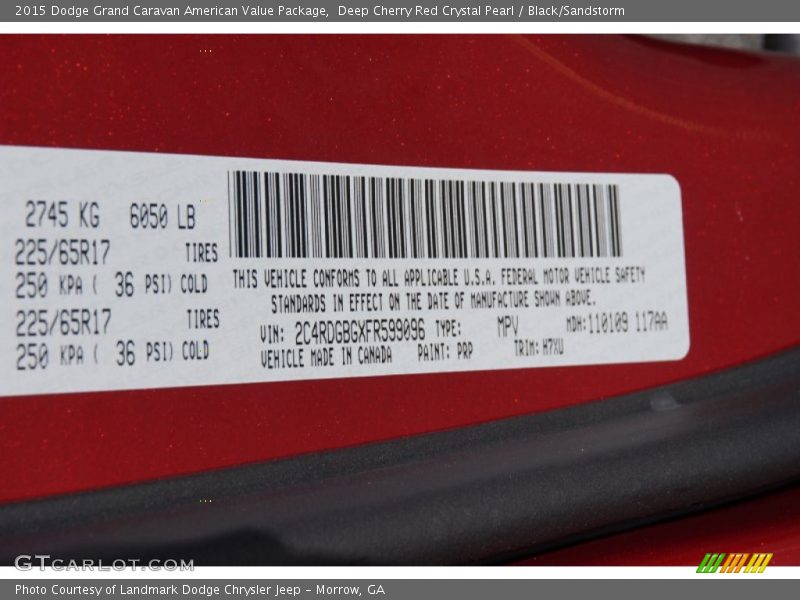 2015 Dodge Grand Caravan American Value Package,  Deep Cherry Red Crystal Pearl / Black/Sandstorm
2745 KG 6050 LB
225/65R17 TIRES
250 KPA ( 36 PSI) COLD
225/65R17 TIRES
250 KPA ( 36 PSI) COLD
THIS VEHICLE CONFORMS TO ALL APPLICABLE U.S.A. FEDERAL MOTOR VEHICLE SAFETY
STANDARDS IN EFFECT ON THE DATE OF MANUFACTURE SHOWN ABOVE.
VIN: 2C4RDGBGXFR599096 TYPE: MPV MDH:110109 117AA
VEHICLE MADE IN CANADA PAINT: PRP TRIM: H7XU
GTCARLOT.COM
Photo Courtesy of Landmark Dodge Chrysler Jeep – Morrow, GA